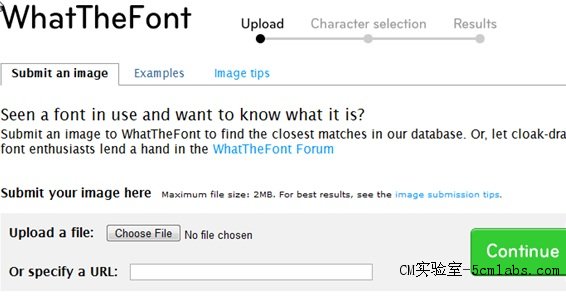 WhatTheFont
Upload Character selection Results
Submit an image Examples Image tips
Seen a font in use and want to know what it is?
Submit an image to WhatTheFont to find the closest matches in our database. Or, let cloak-dra
font enthusiasts lend a hand in the WhatTheFont Forum
Submit your image here Maximum file size: 2MB. For best results, see the image submission tips.
Upload a file: Choose File No file chosen
Continue
Or specify a URL:
CM实验室-5cmlabs.com